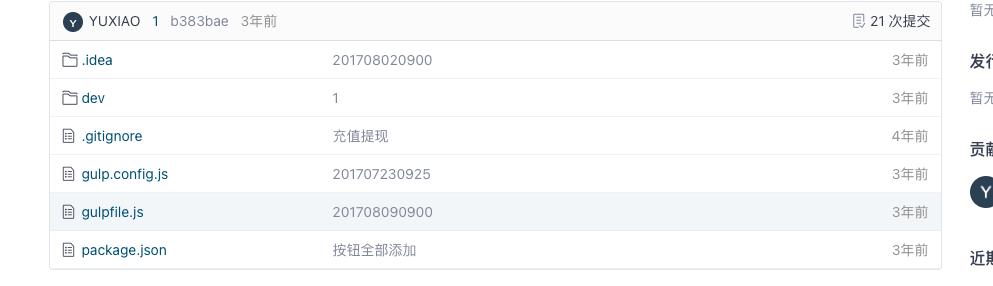 暂无
Y YUXIAO 1 b383bae 3年前 21 次提交
.idea 201708020900 3年前
发行
dev 1 3年前
暂无
.gitignore 充值提现 4年前
贡献
gulp.config.js 201707230925 3年前
Y
gulpfile.js 201708090900 3年前
package.json 按钮全部添加 3年前
近期